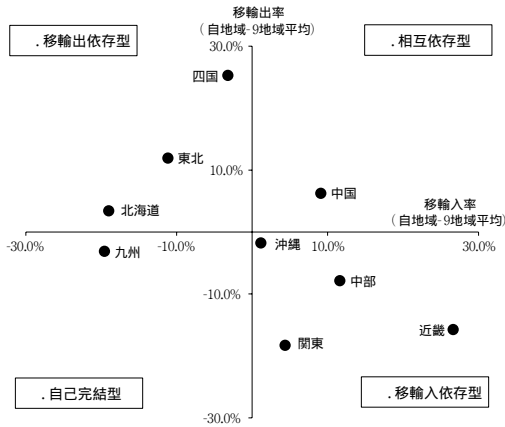 移輸出率
（自地域-9地域平均）
30.0%
．移輸出依存型
．相互依存型
四国
東北
10.0%
中国
北海道
移輸入率
（自地域-9地域平均）
-30.0%
-10.0%
沖縄
10.0%
30.0%
九州
中部
-10.0%
近畿
関東
．自己完結型
．移輸入依存型
-30.0%